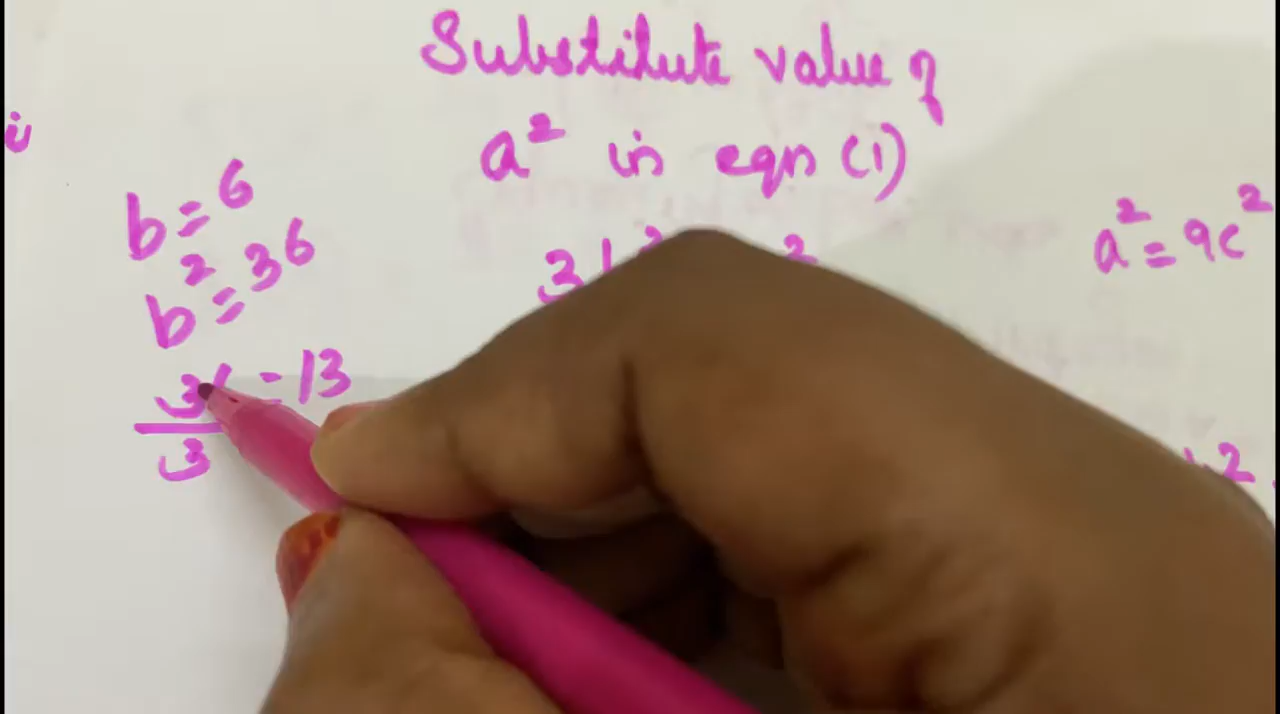 Substitute value of
a² in eqn (1)
b = 6
b² = 36
a² = 9c²
= 13
3